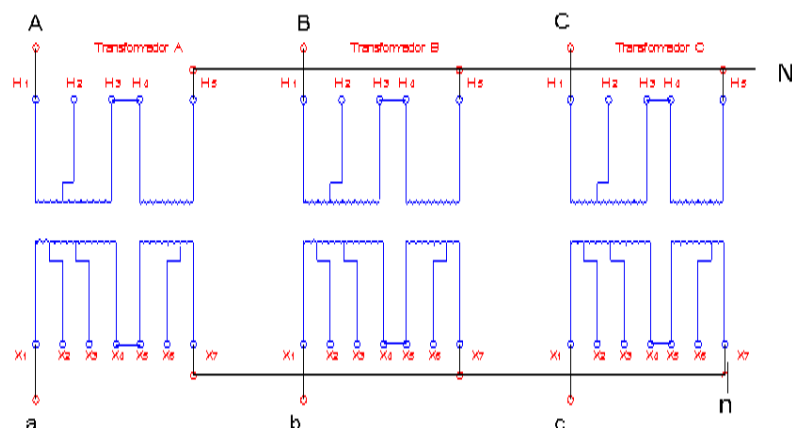 A B C
Transformador A Transformador B Transformador C
N
H1 H2 H3 H4 H5 H1 H2 H3 H4 H5 H1 H2 H3 H4 H5
X1 X2 X3 X4 X5 X6 X7 X1 X2 X3 X4 X5 X6 X7 X1 X2 X3 X4 X5 X6 X7
n
a b c